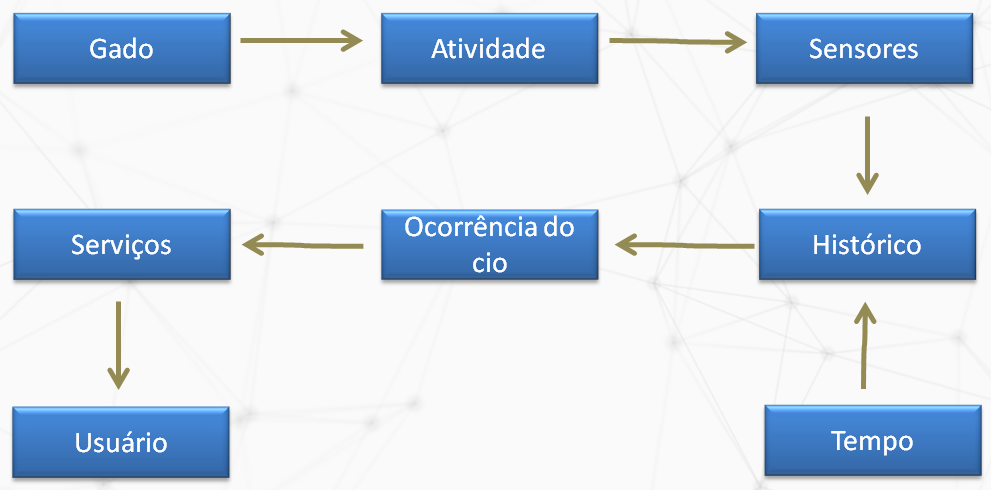 Gado
Atividade
Sensores
Serviços
Ocorrência do
cio
Histórico
Usuário
Tempo